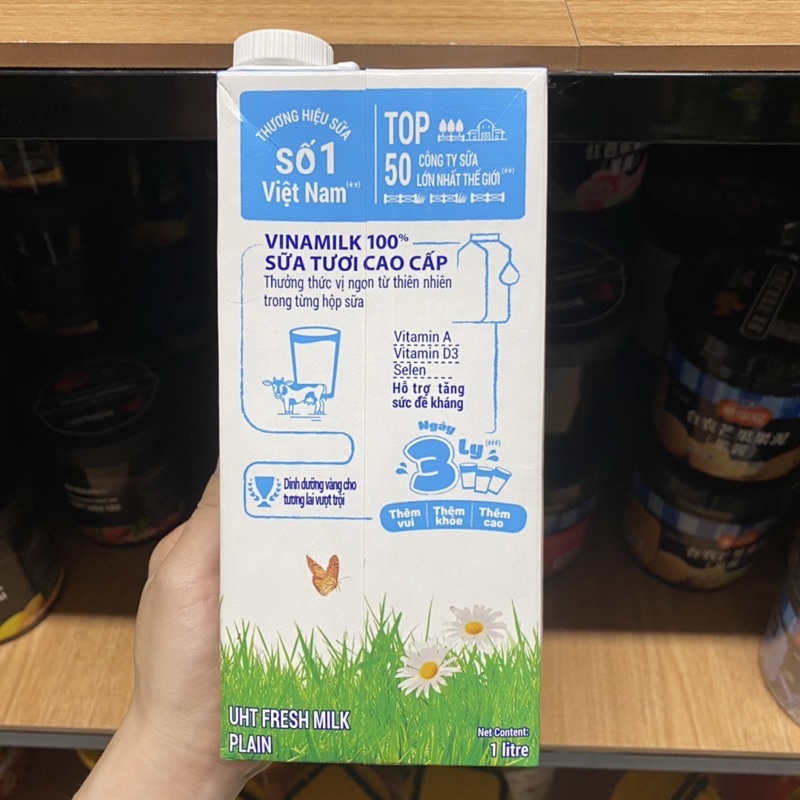 THƯƠNG HIỆU SỮA
số 1
Việt Nam(**)
TOP
50 CÔNG TY SỮA
LỚN NHẤT THẾ GIỚI(##)
VINAMILK 100%
SỮA TƯƠI CAO CẤP
Thưởng thức vị ngon từ thiên nhiên
trong từng hộp sữa
Vitamin A
Vitamin D3
Selen
Hỗ trợ tăng
sức đề kháng
Ngày
3 Ly(###)
Dinh dưỡng vàng cho
tương lai vượt trội
Thêm vui
Thêm khỏe
Thêm cao
UHT FRESH MILK
PLAIN
Net Content:
1 litre